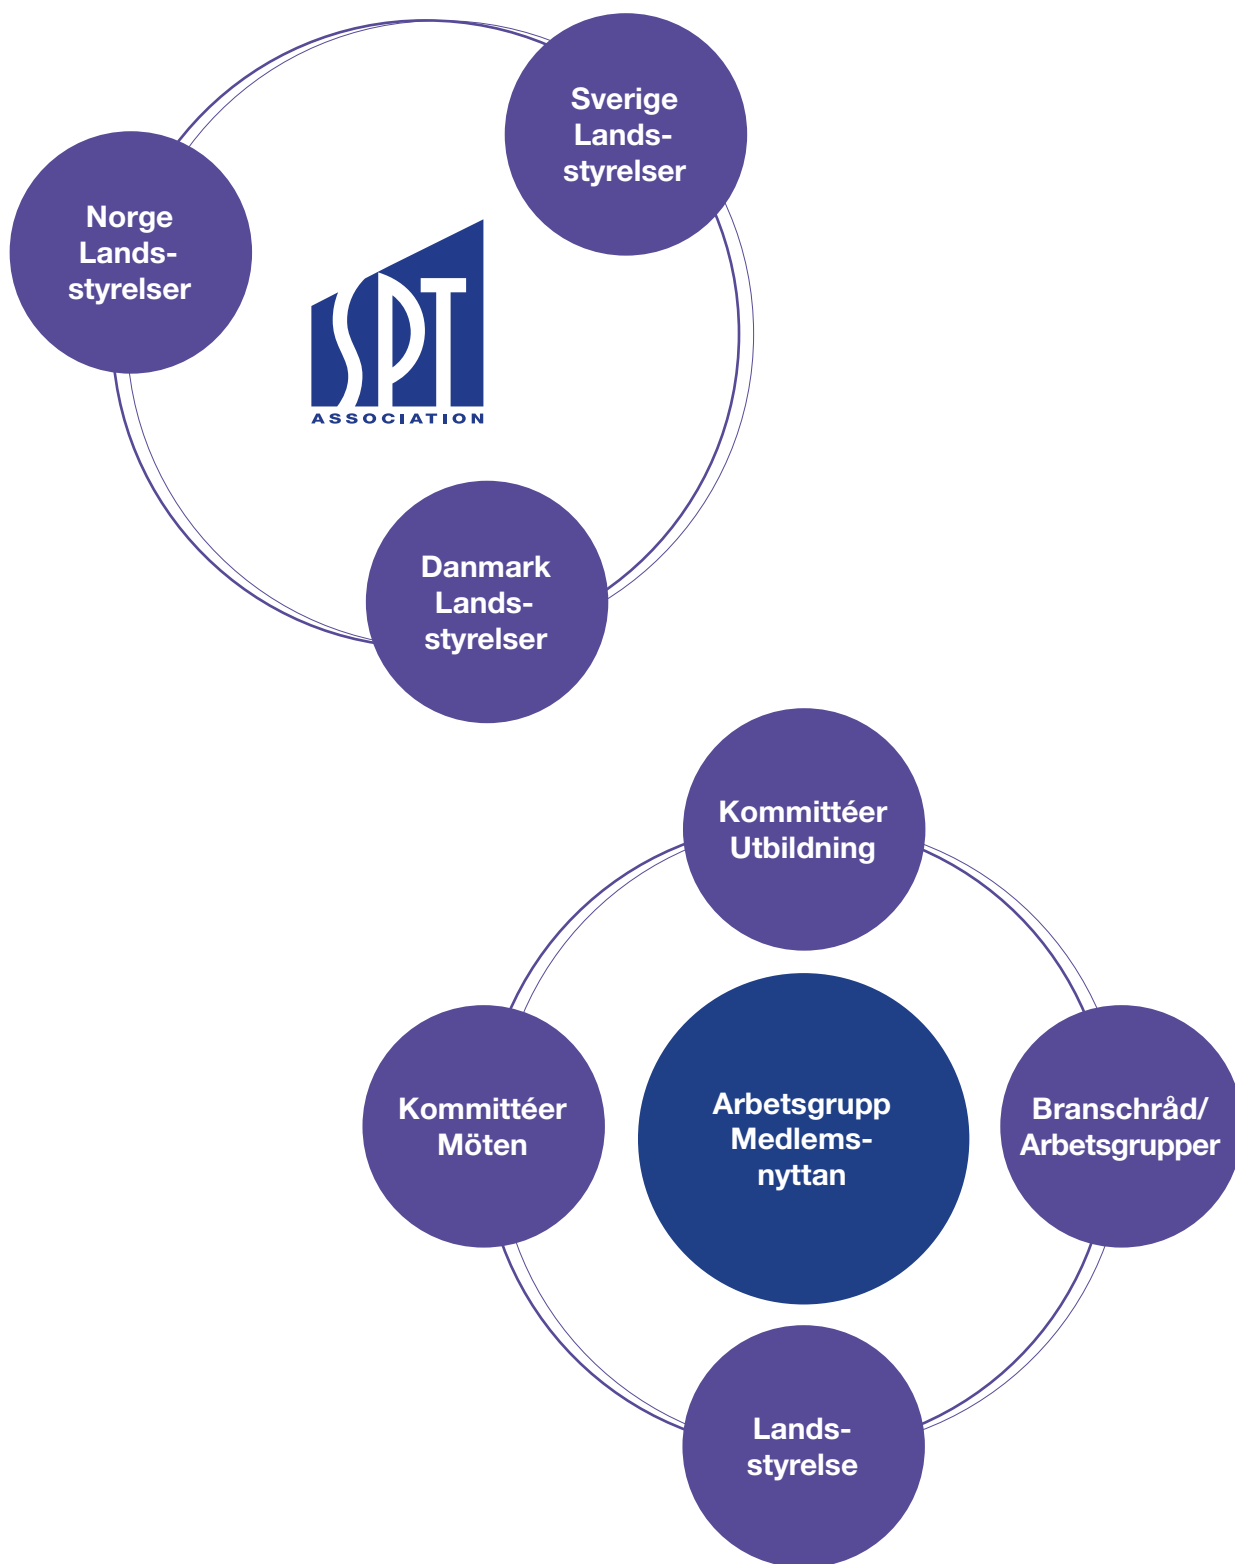 Sverige
Lands-
styrelser
Norge
Lands-
styrelser
SPT
ASSOCIATION
Danmark
Lands-
styrelser
Kommittéer
Utbildning
Kommittéer
Möten
Arbetsgrupp
Medlems-
nyttan
Branschråd/
Arbetsgrupper
Lands-
styrelse